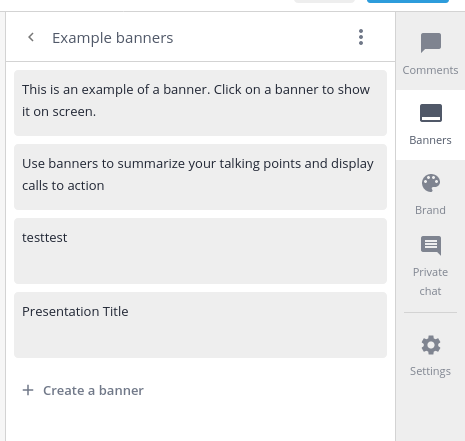 Example banners
This is an example of a banner. Click on a banner to show
it on screen.
Use banners to summarize your talking points and display
calls to action
testtest
Presentation Title
Create a banner
Comments
Banners
Brand
Private
chat
Settings